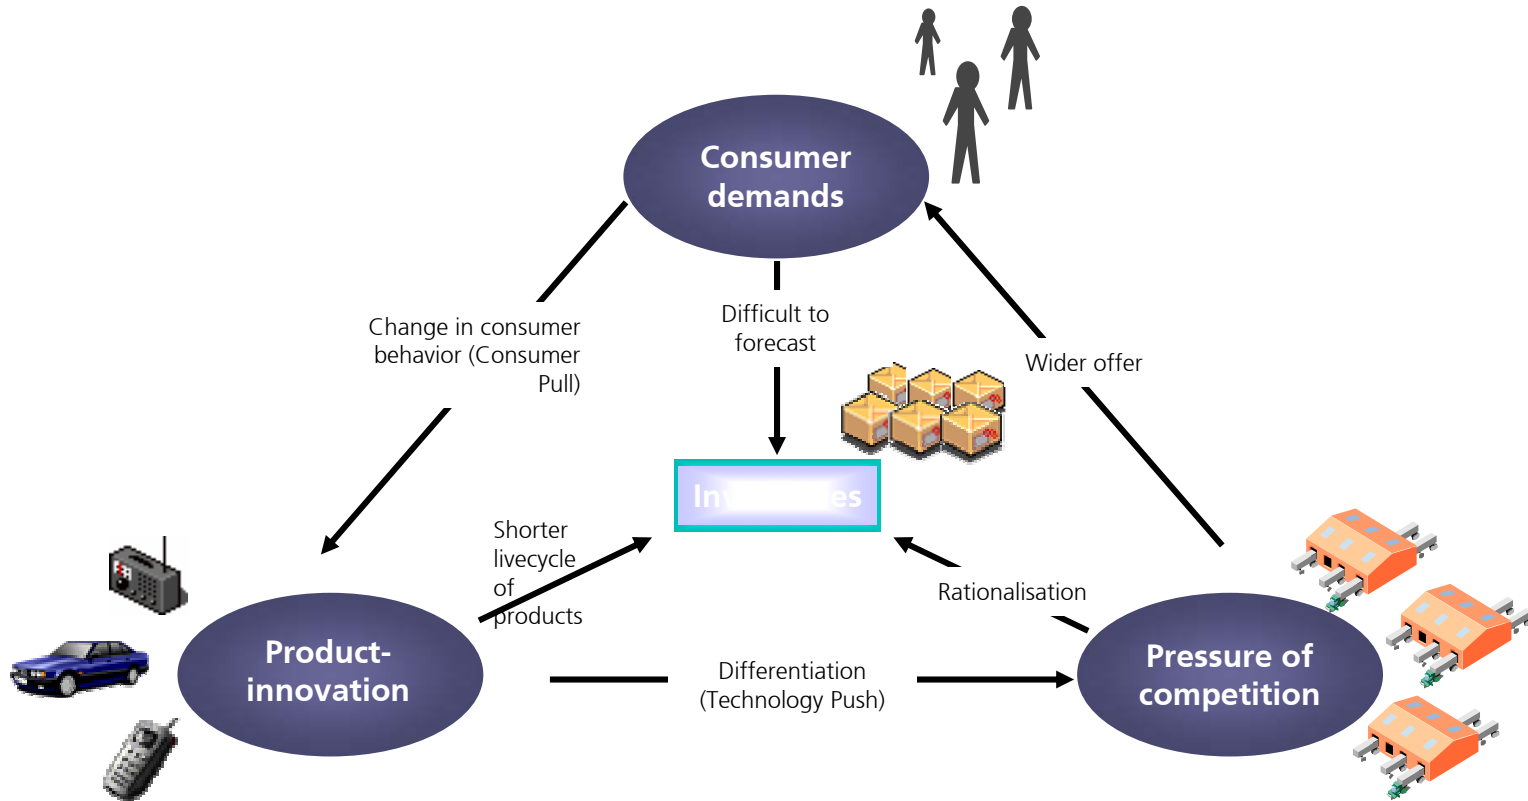 Consumer
demands
Change in consumer
behavior (Consumer
Pull)
Difficult to
forecast
Wider offer
Shorter
livecycle
of
products
Rationalisation
Product-
innovation
Differentiation
(Technology Push)
Pressure of
competition